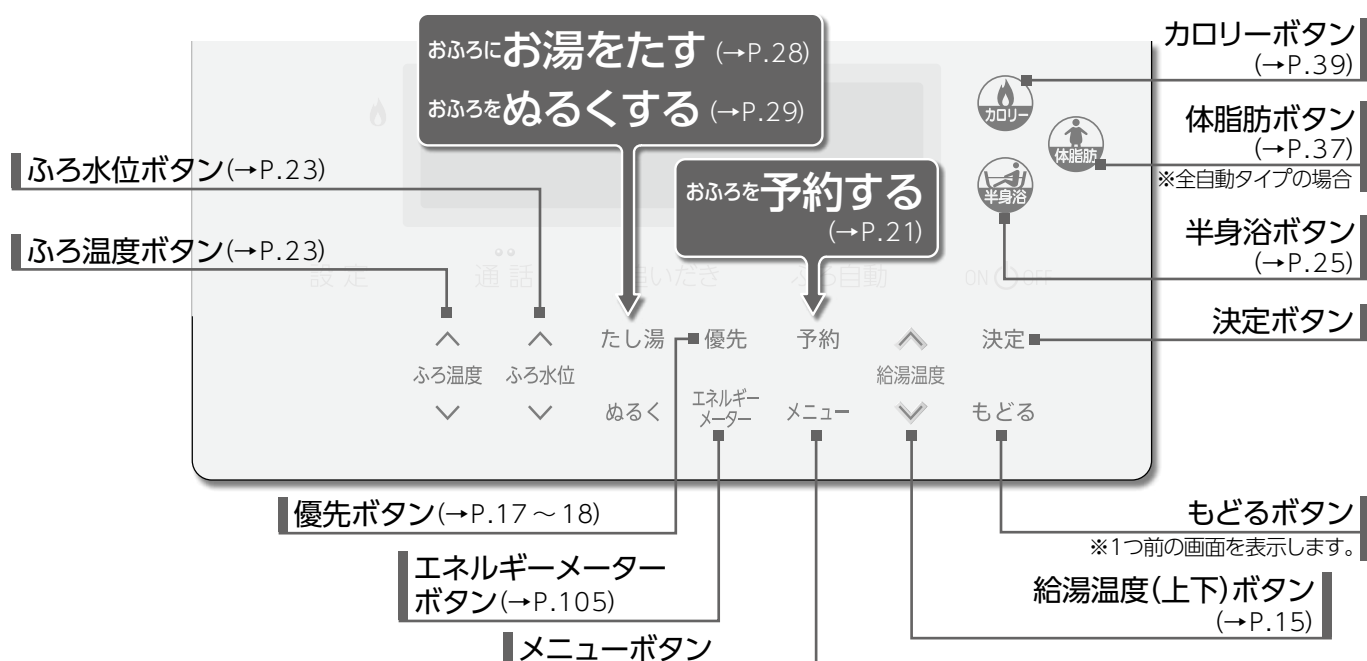 おふろにお湯をたす(→P.28)
おふろをぬるくする(→P.29)
おふろを予約する
(→P.21)
カロリーボタン
(→P.39)
体脂肪ボタン
(→P.37)
※全自動タイプの場合
半身浴ボタン
(→P.25)
決定ボタン
ふろ水位ボタン(→P.23)
ふろ温度ボタン(→P.23)
カロリー
体脂肪
半身浴
設定 通話 追いだき ふろ自動 ON OFF
たし湯 優先 予約 決定
ふろ温度 ふろ水位 給湯温度
ぬるく エネルギー
メーター メニュー もどる
優先ボタン(→P.17～18)
エネルギーメーター
ボタン(→P.105)
メニューボタン
もどるボタン
※1つ前の画面を表示します。
給湯温度(上下)ボタン
(→P.15)